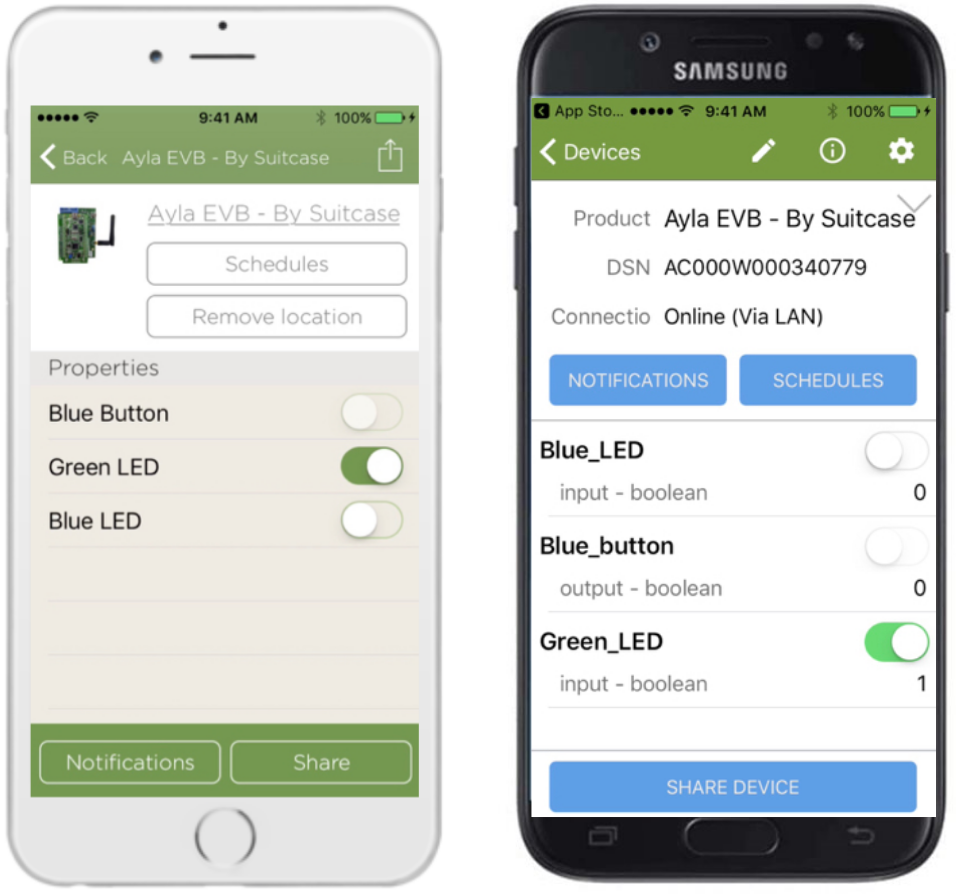 9:41 AM 100%
Back Ayla EVB - By Suitcase
Ayla EVB - By Suitcase
Schedules
Remove location
Properties
Blue Button
Green LED
Blue LED
Notifications Share
SAMSUNG
App Sto... 9:41 AM 100%
Devices
Product Ayla EVB - By Suitcase
DSN AC000W000340779
Connectio Online (Via LAN)
NOTIFICATIONS SCHEDULES
Blue_LED
input - boolean 0
Blue_button
output - boolean 0
Green_LED
input - boolean 1
SHARE DEVICE